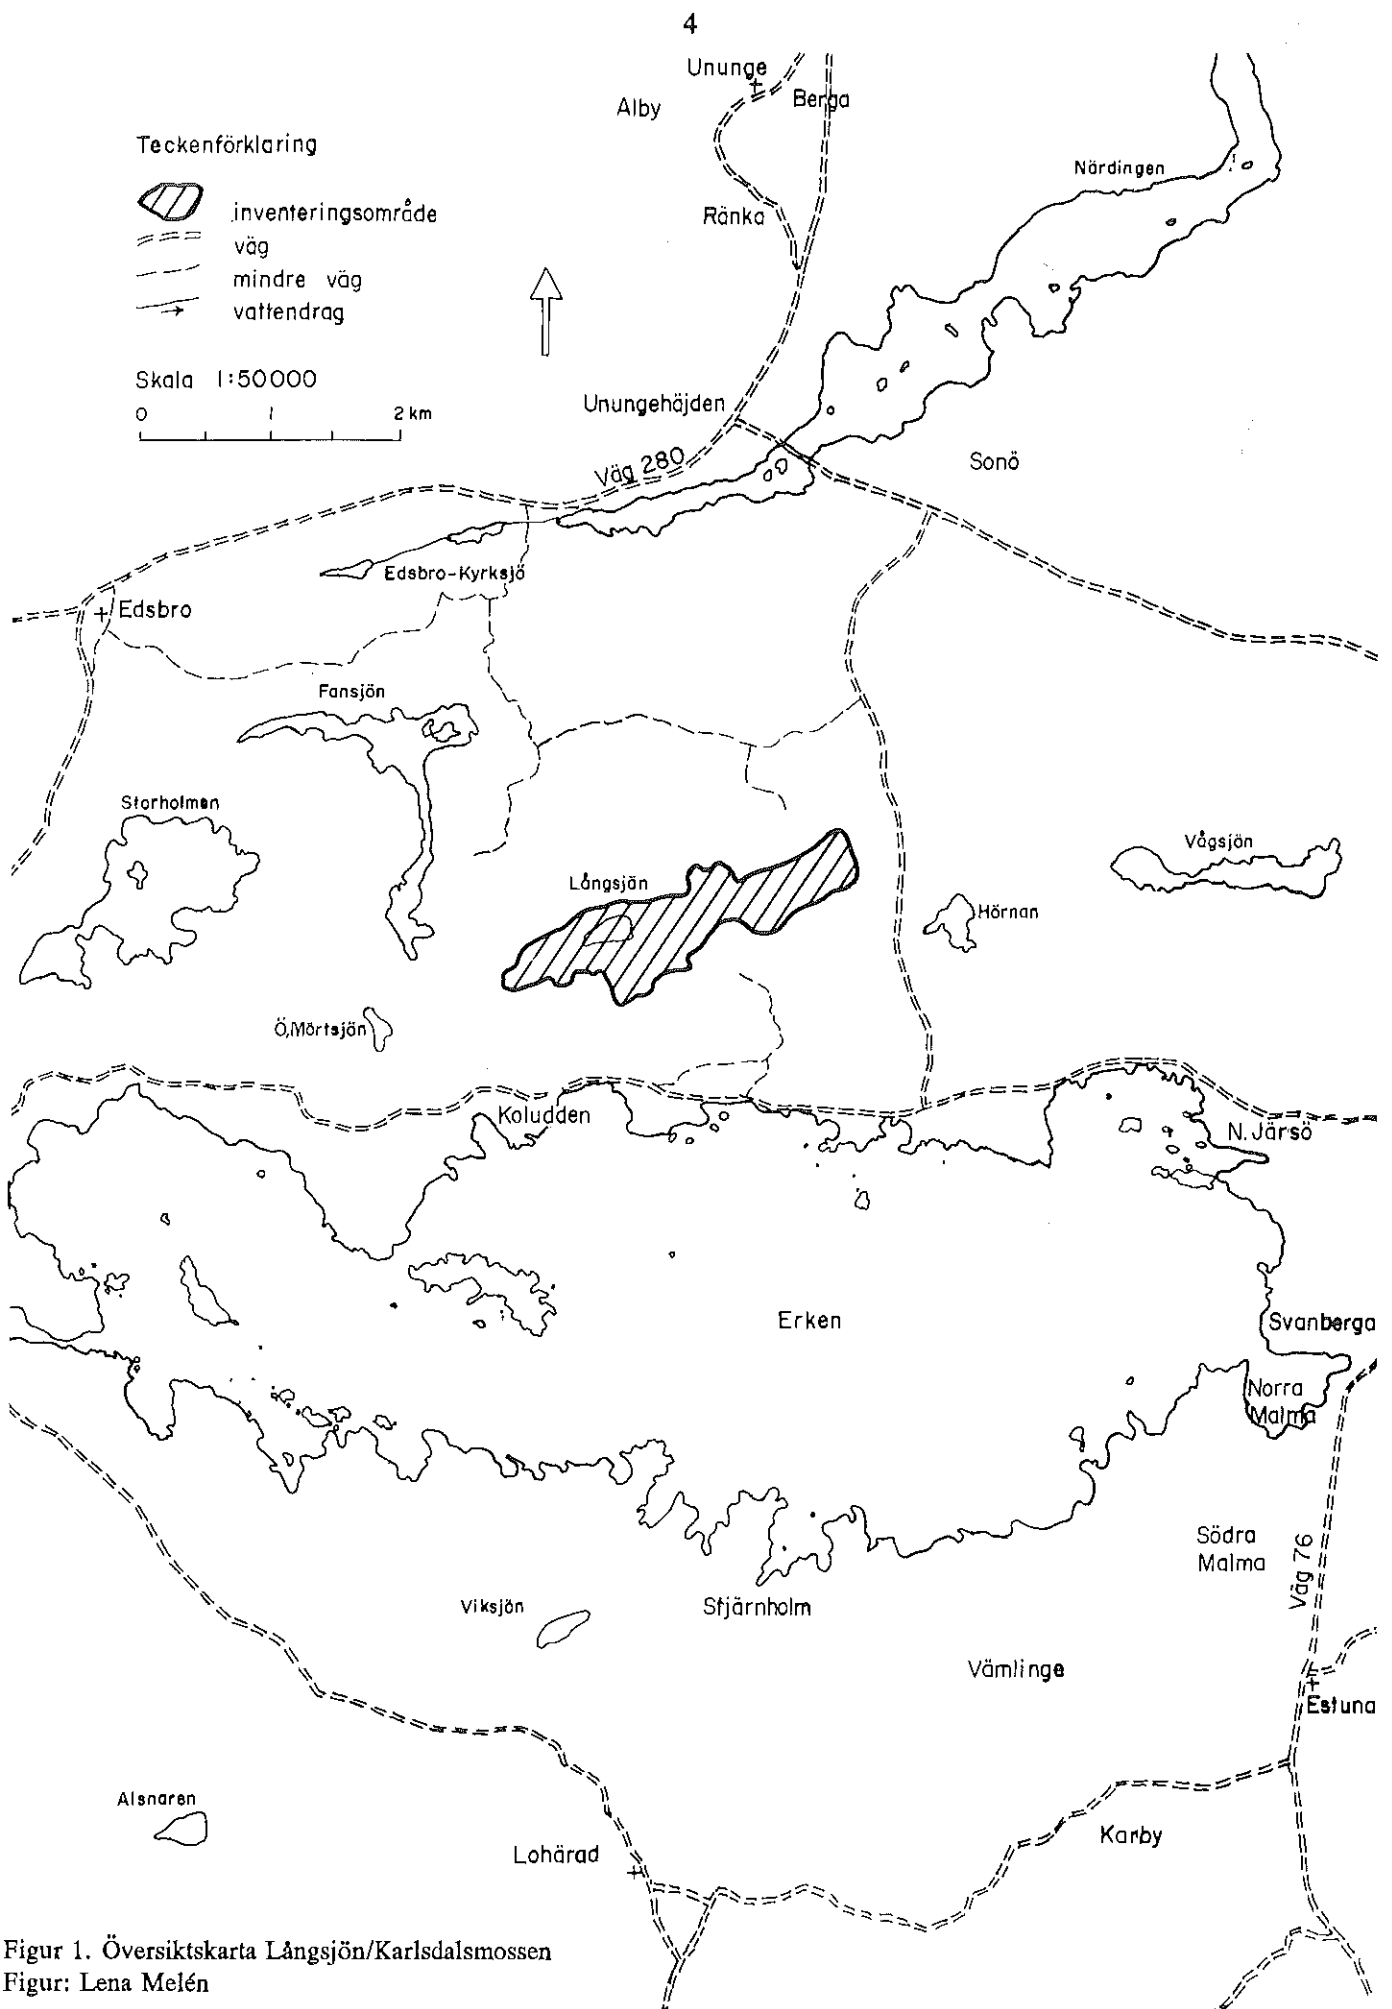 4
Ununge
Alby
Berga
Teckenförklaring
Närdingen
inventeringsområde
Ränka
väg
mindre väg
vattendrag
Skala 1:50000
0 1 2 km
Unungehäjden
Väg 280
Sonö
Edsbro-Kyrksjö
Edsbro
Fansjön
Storholmen
Vågsjön
Långsjän
Hörnan
Ö,Mörtsjön
Koludden
N. Järsö
Erken
Svanberga
Norra
Malma
Södra
Malma
Väg 76
Viksjön
Stjärnholm
Vämlinge
Estuna
Alsnaren
Karby
Lohärad
Figur 1. Översiktskarta Långsjön/Karlsdalsmossen
Figur: Lena Melén